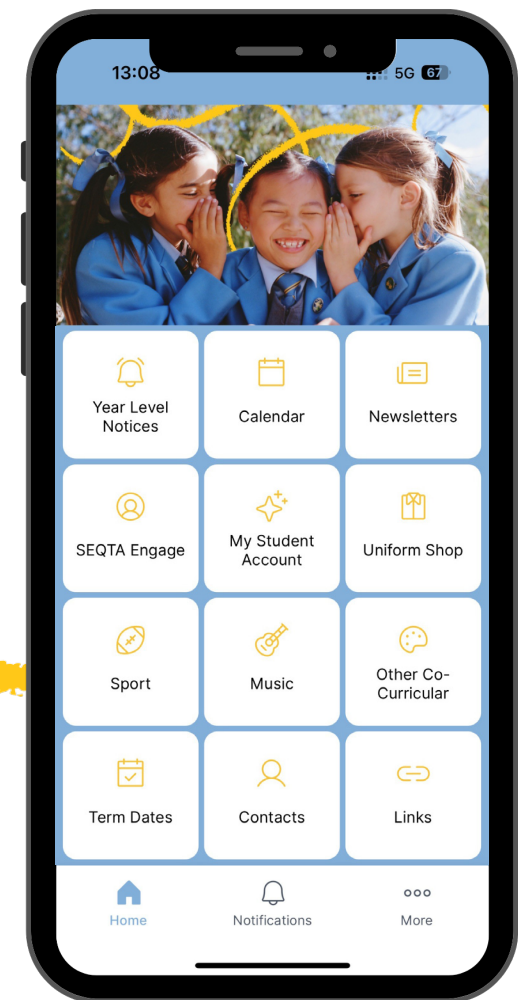 13:08
5G 67
Year Level
Notices
Calendar
Newsletters
SEQTA Engage
My Student
Account
Uniform Shop
Sport
Music
Other Co-
Curricular
Term Dates
Contacts
Links
Home
Notifications
More